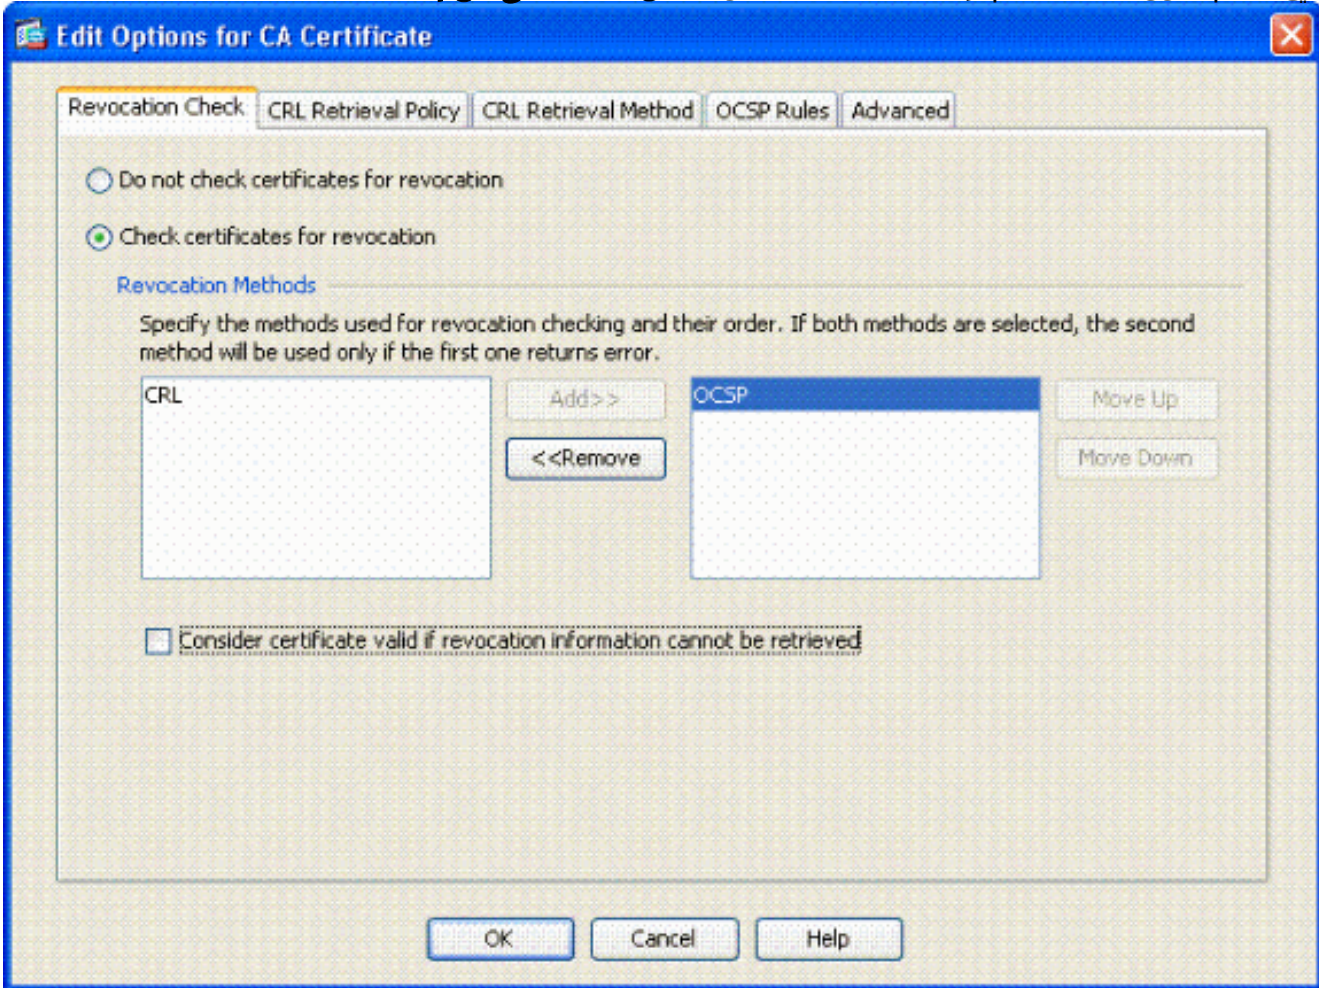 Edit Options for CA Certificate
Revocation Check CRL Retrieval Policy CRL Retrieval Method OCSP Rules Advanced
Do not check certificates for revocation
Check certificates for revocation
Revocation Methods
Specify the methods used for revocation checking and their order. If both methods are selected, the second
method will be used only if the first one returns error.
CRL Add>> OCSP Move Up
<<Remove Move Down
Consider certificate valid if revocation information cannot be retrieved
OK Cancel Help